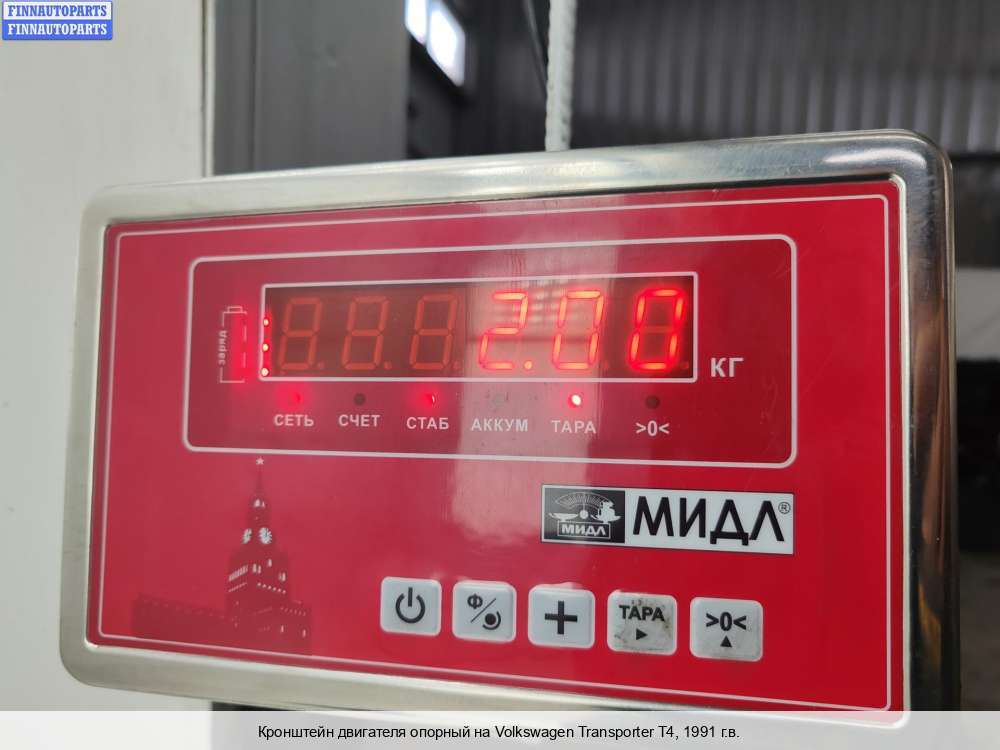 FINNAUTOPARTS
FINNAUTOPARTS
заряд
2.00
КГ
СЕТЬ СЧЕТ СТАБ АККУМ ТАРА >0<
МИДЛ МИДЛ®
Ф ТАРА >0<
Кронштейн двигателя опорный на Volkswagen Transporter T4, 1991 г.в.